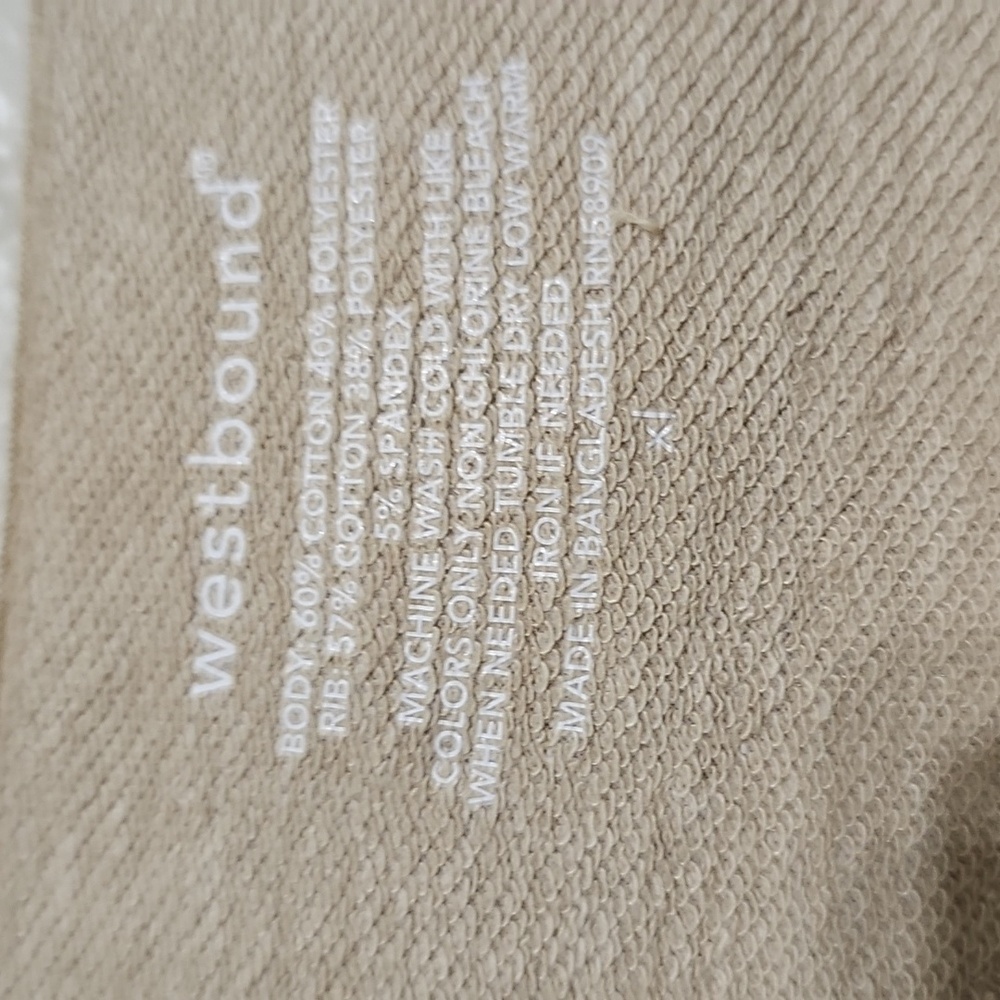 westbound®
BODY: 60% COTTON 40% POLYESTER
RIB: 57% COTTON 38% POLYESTER
5% SPANDEX
MACHINE WASH COLD WITH LIKE
COLORS ONLY NON-CHLORINE BLEACH
WHEN NEEDED TUMBLE DRY LOW WARM
IRON IF NEEDED
MADE IN BANGLADESH RN58909
xl